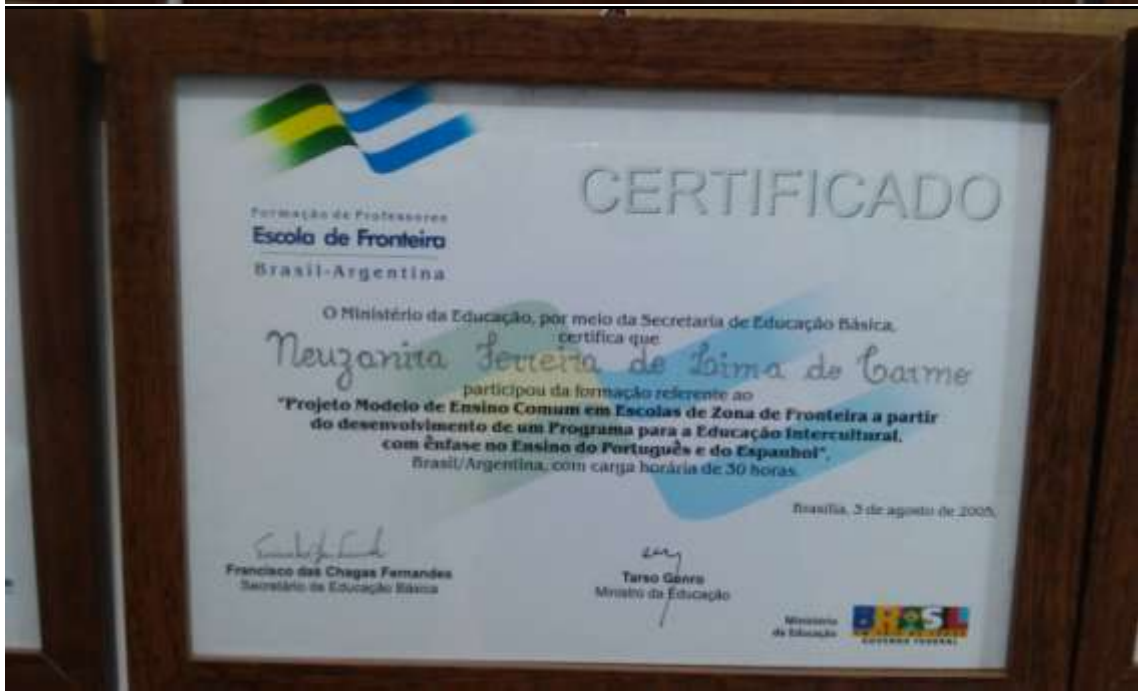 CERTIFICADO
Formação de Professores
Escola de Fronteira
Brasil-Argentina
O Ministério da Educação, por meio da Secretaria de Educação Básica,
certifica que
Neuzanira Ferreira de Lima do Carmo
participou da formação referente ao
"Projeto Modelo de Ensino Comum em Escolas de Zona de Fronteira a partir
do desenvolvimento de um Programa para a Educação Intercultural,
com ênfase no Ensino do Português e do Espanhol",
Brasil/Argentina, com carga horária de 30 horas.
Brasília, 3 de agosto de 2005.
Francisco das Chagas Fernandes
Secretário de Educação Básica
Tarso Genro
Ministro da Educação
Ministério
da Educação
BRASIL
GOVERNO FEDERAL